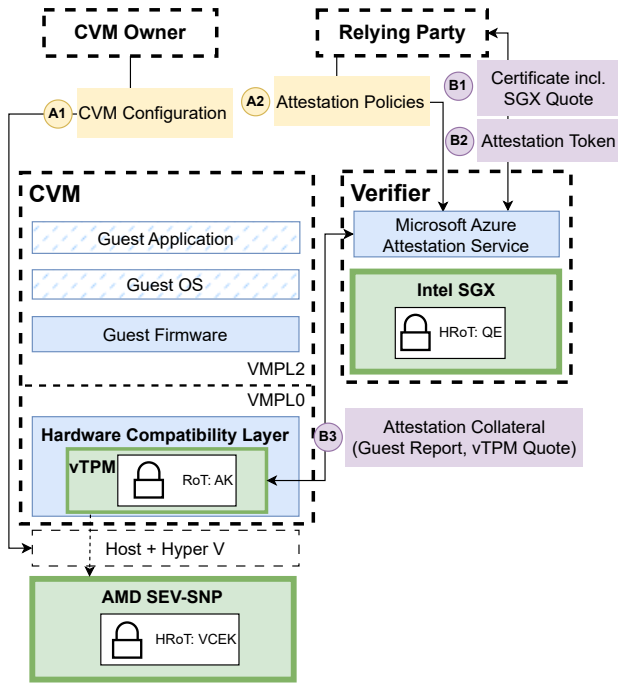 CVM Owner
Relying Party
A1
CVM Configuration
A2
Attestation Policies
B1
Certificate incl.
SGX Quote
B2
Attestation Token
CVM
Guest Application
Guest OS
Guest Firmware
VMPL2
VMPL0
Hardware Compatibility Layer
vTPM
RoT: AK
Verifier
Microsoft Azure
Attestation Service
Intel SGX
HRoT: QE
B3
Attestation Collateral
(Guest Report, vTPM Quote)
Host + Hyper V
AMD SEV-SNP
HRoT: VCEK